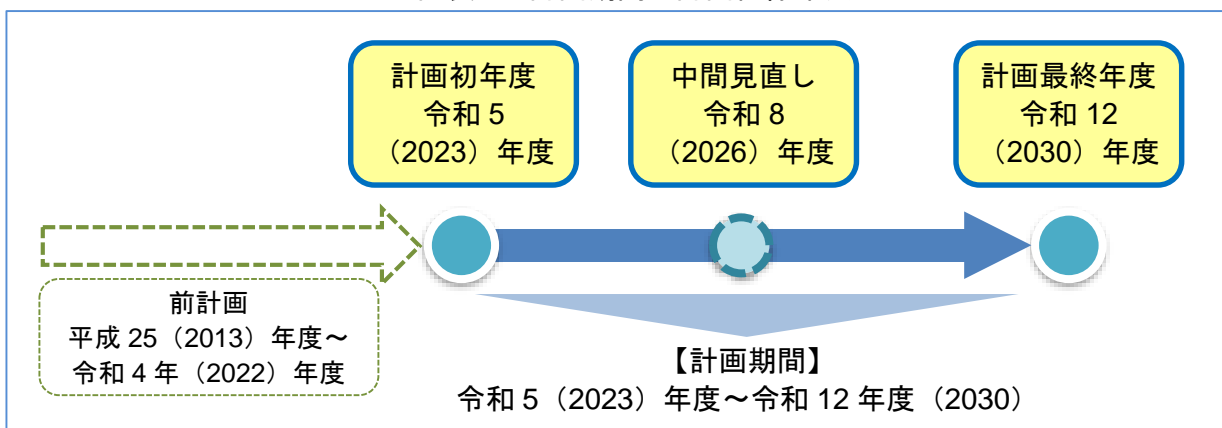 計画初年度
令和 5
（2023）年度
中間見直し
令和 8
（2026）年度
計画最終年度
令和 12
（2030）年度
前計画
平成 25（2013）年度～
令和 4 年（2022）年度
【計画期間】
令和 5（2023）年度～令和 12 年度（2030）